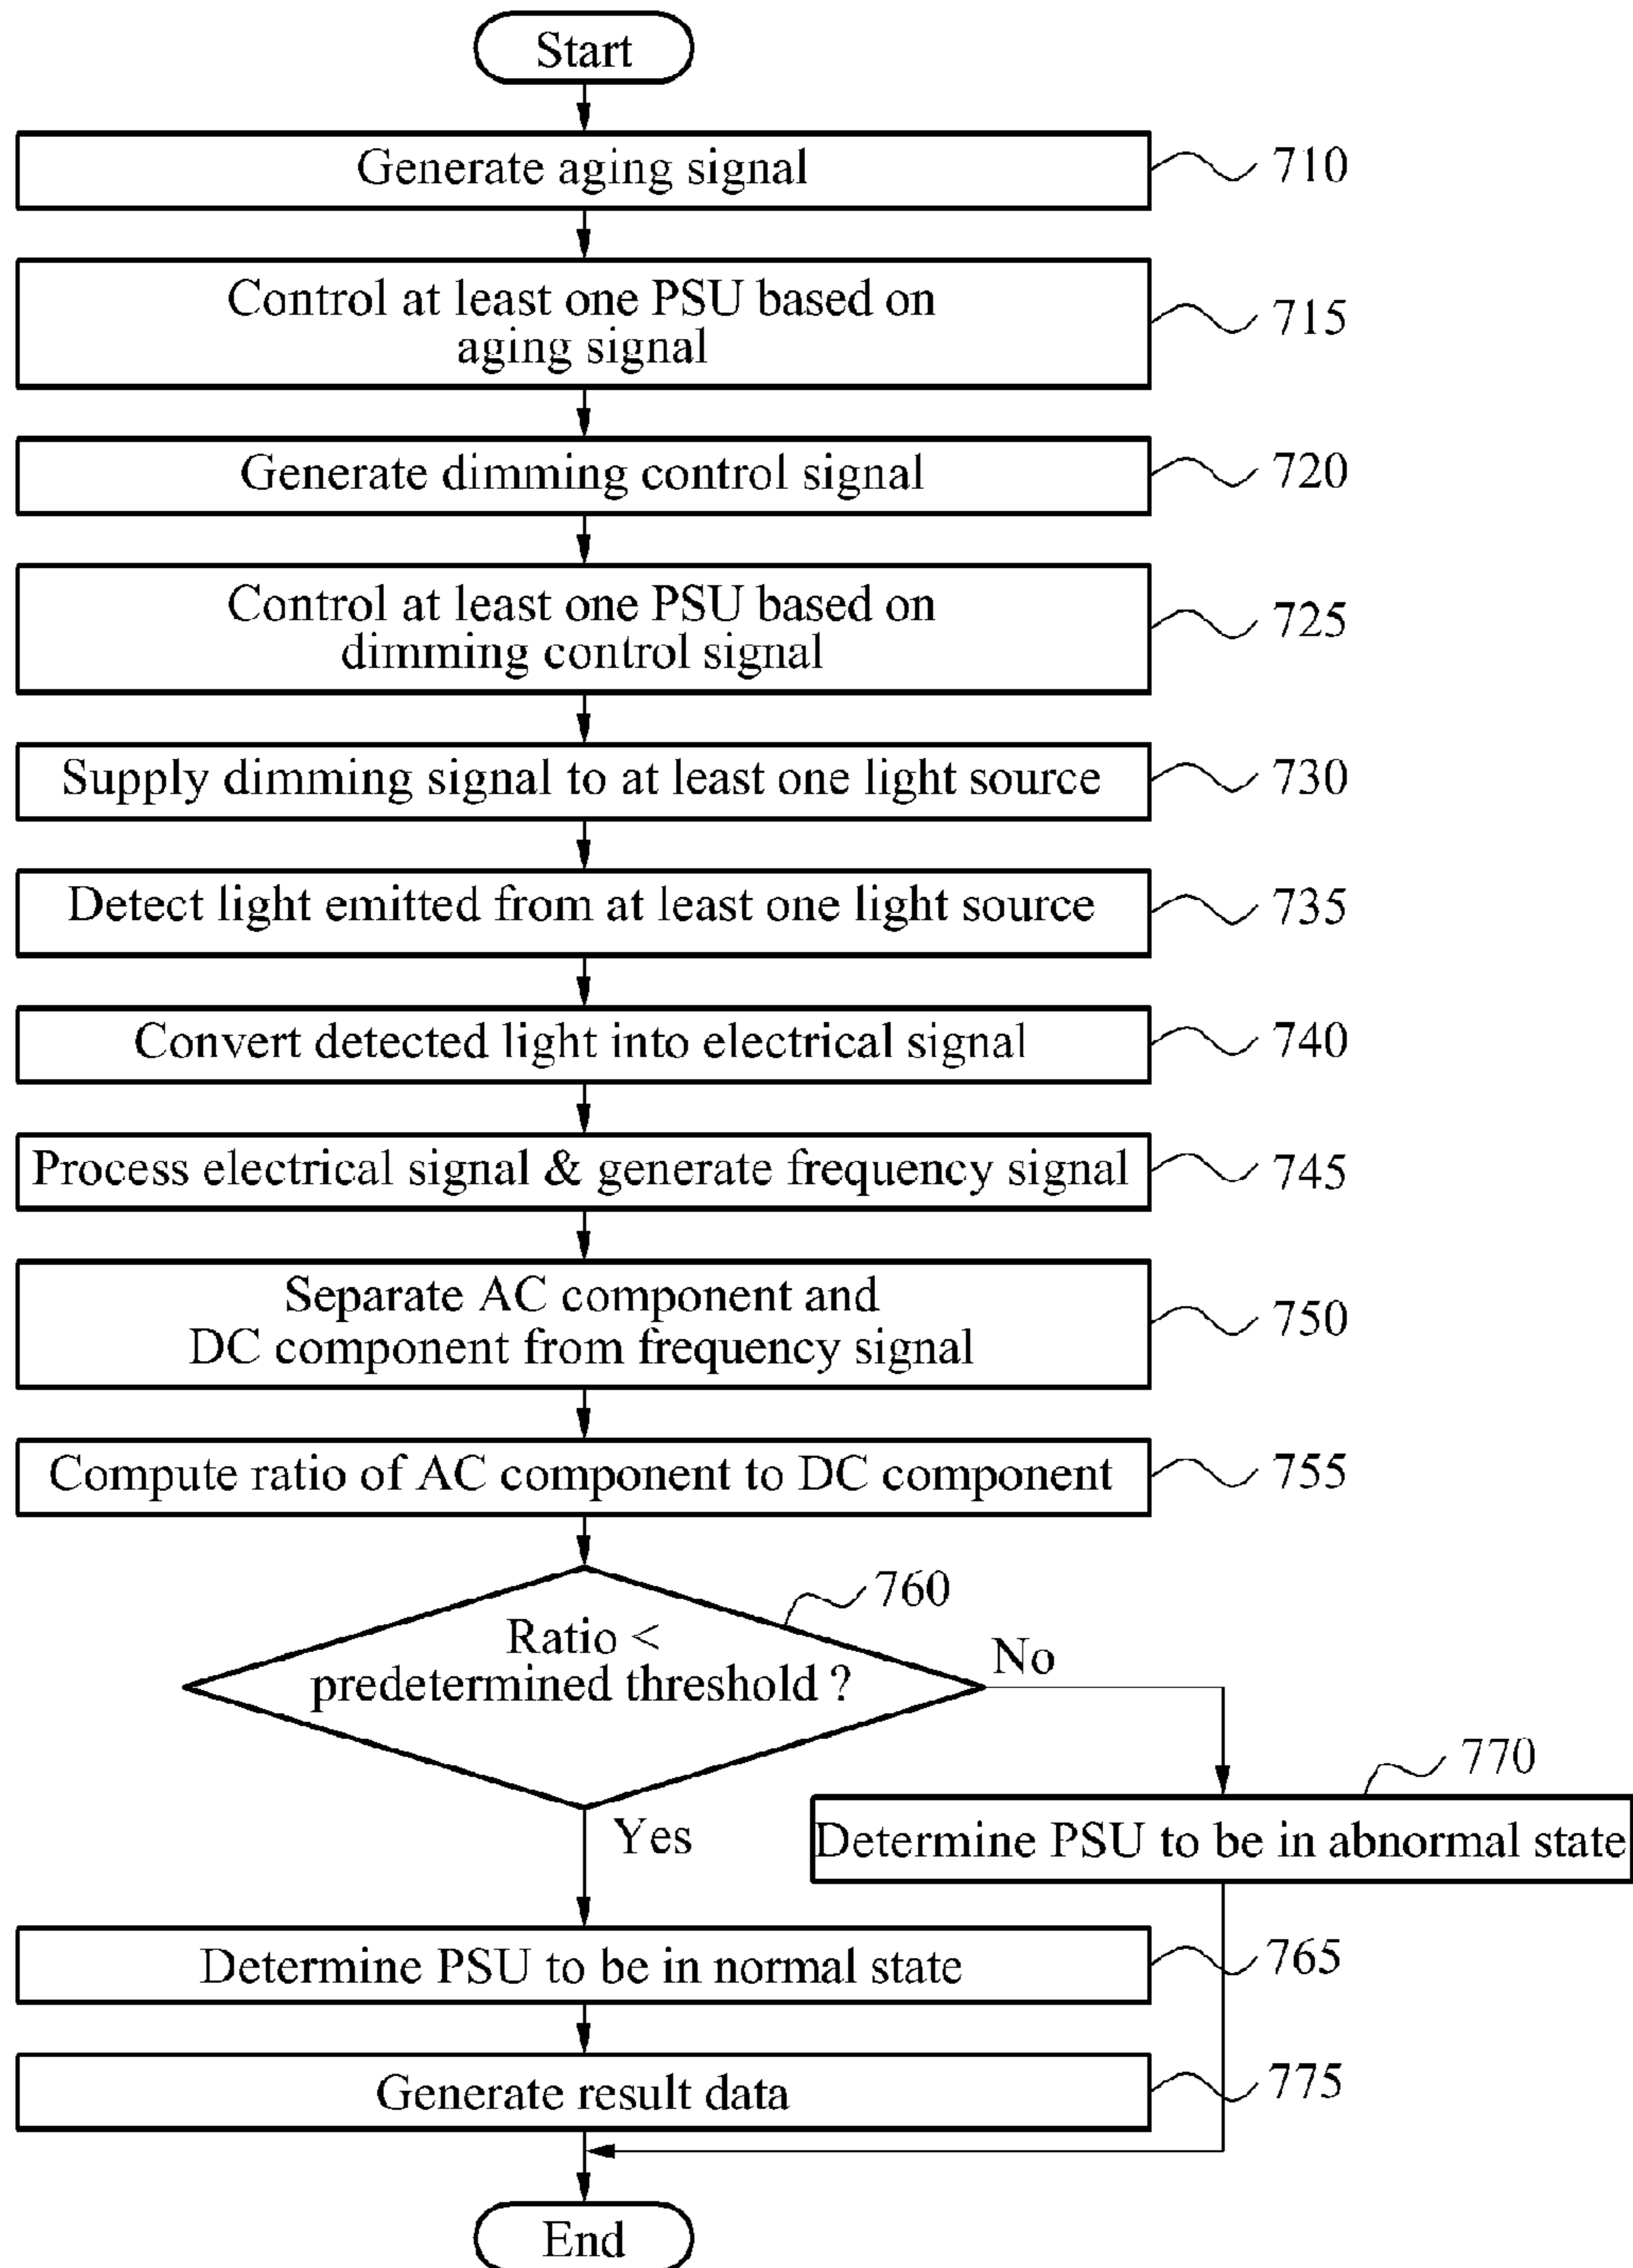 Start
Generate aging signal
710
Control at least one PSU based on
aging signal
715
Generate dimming control signal
720
Control at least one PSU based on
dimming control signal
725
Supply dimming signal to at least one light source
730
Detect light emitted from at least one light source
735
Convert detected light into electrical signal
740
Process electrical signal & generate frequency signal
745
Separate AC component and
DC component from frequency signal
750
Compute ratio of AC component to DC component
755
760
Ratio <
predetermined threshold ?
No
Yes
770
Determine PSU to be in abnormal state
Determine PSU to be in normal state
765
Generate result data
775
End